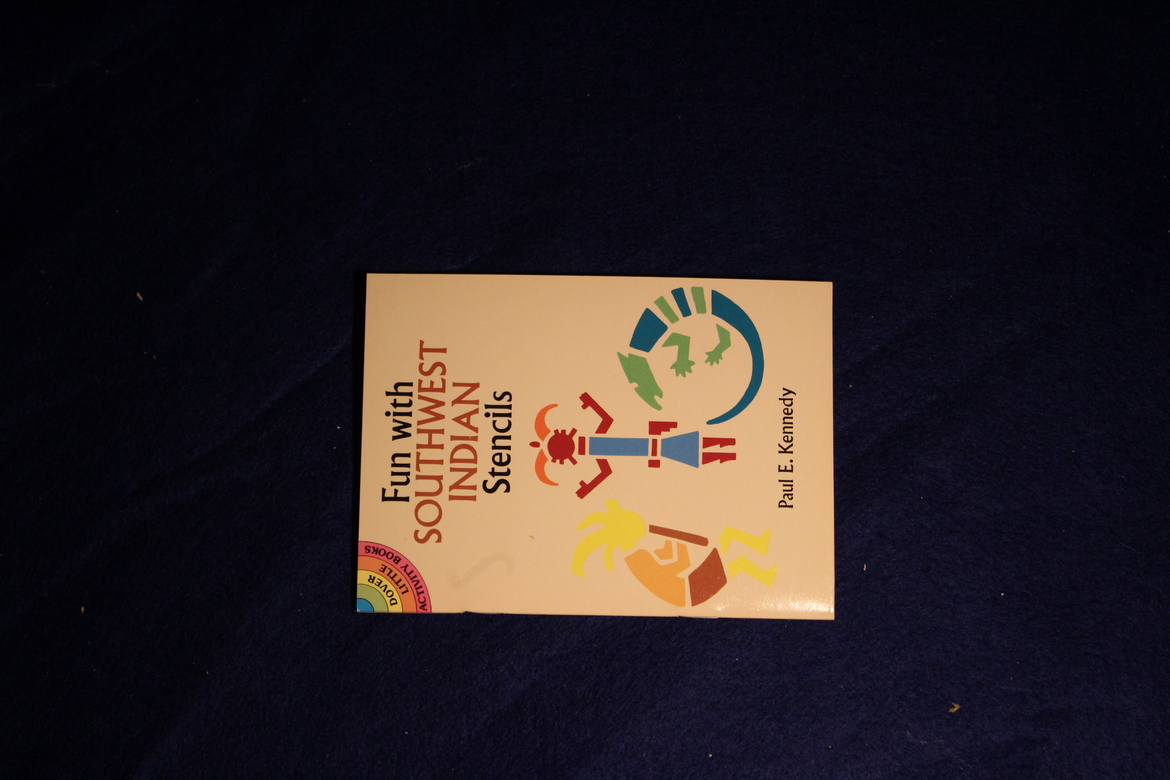 DOVER
LITTLE
ACTIVITY BOOKS
Fun with
SOUTHWEST
INDIAN
Stencils
Paul E. Kennedy